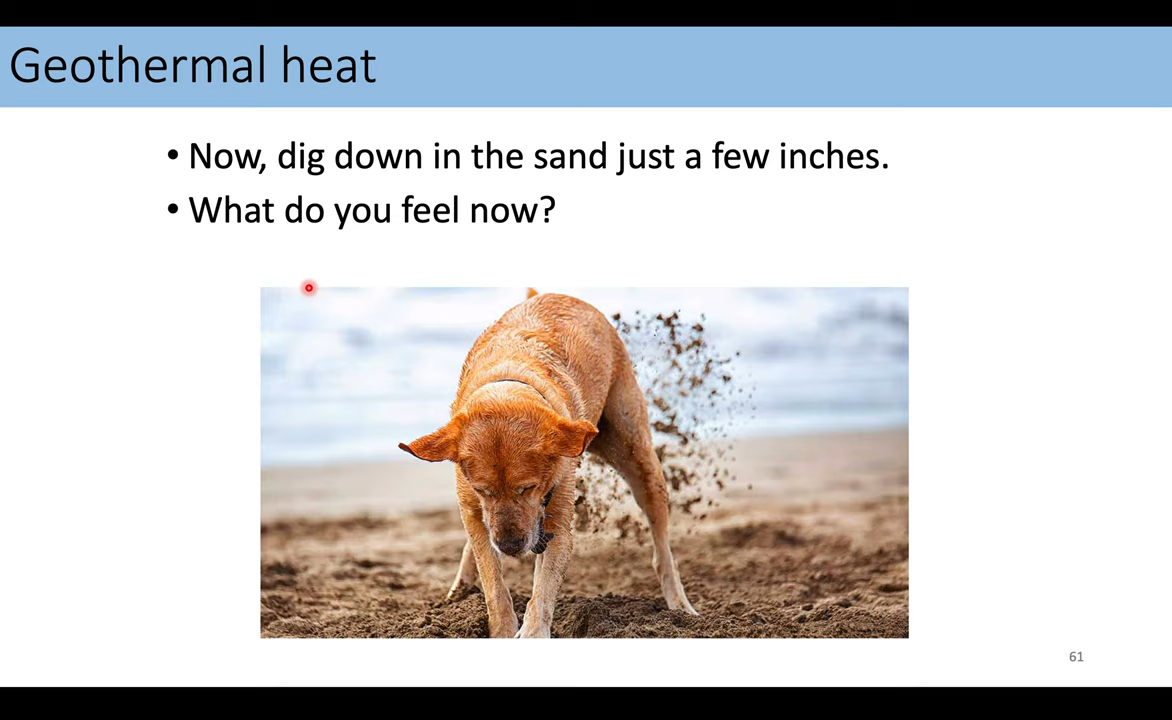 Geothermal heat
• Now, dig down in the sand just a few inches.
• What do you feel now?
61